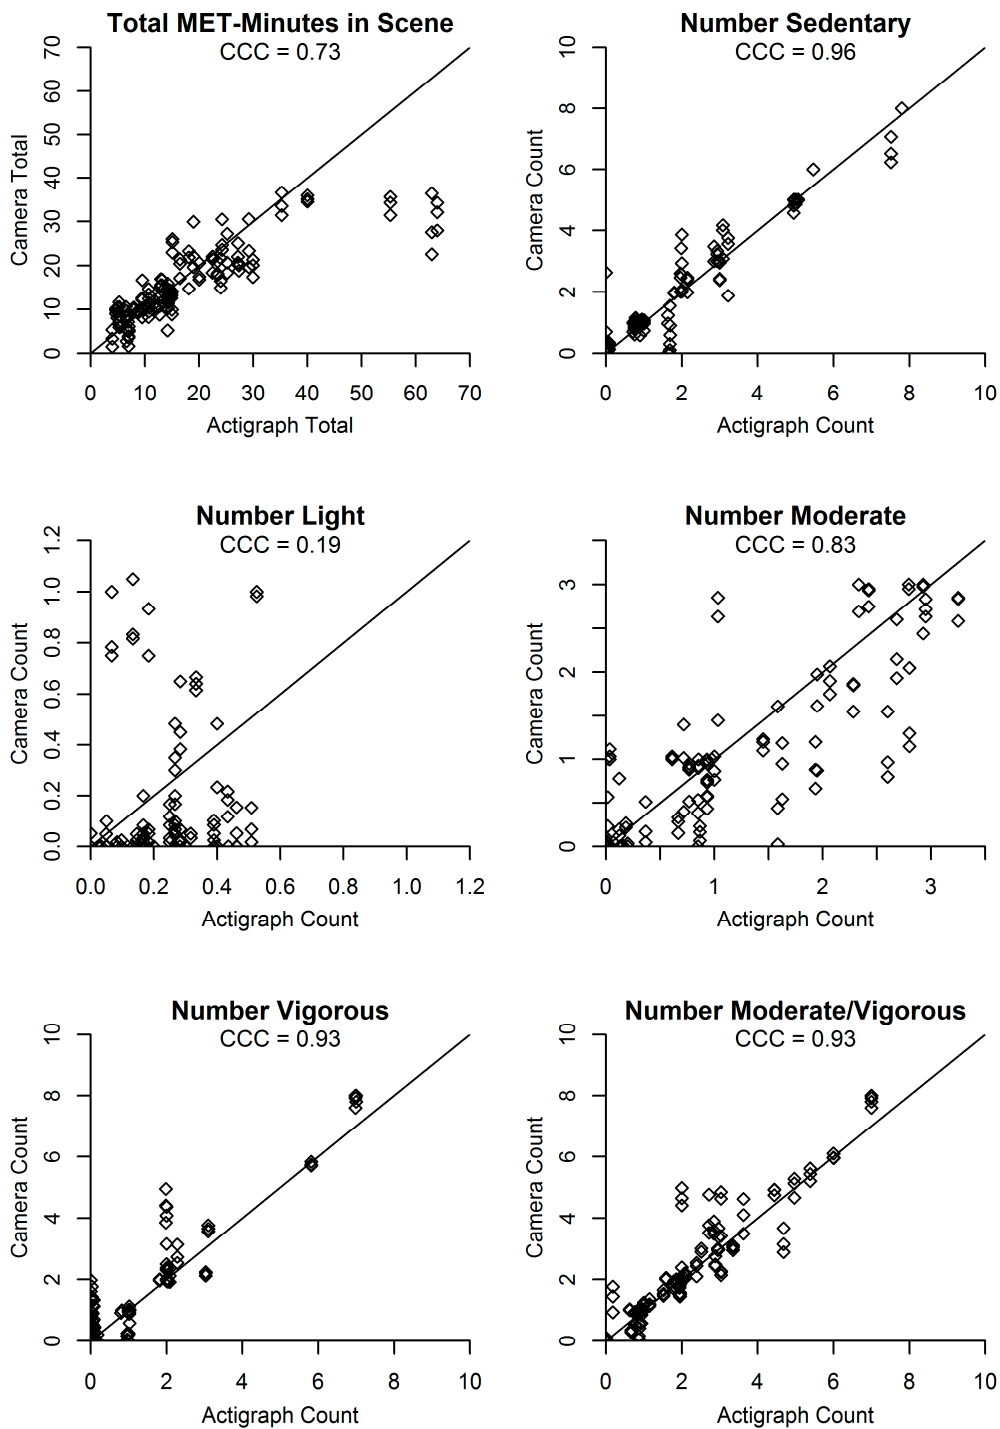 Total MET-Minutes in Scene
CCC = 0.73
Camera Total
0 10 20 30 40 50 60 70
0 10 20 30 40 50 60 70
Actigraph Total
Number Sedentary
CCC = 0.96
Camera Count
0 2 4 6 8 10
0 2 4 6 8 10
Actigraph Count
Number Light
CCC = 0.19
Camera Count
0.0 0.2 0.4 0.6 0.8 1.0 1.2
0.0 0.2 0.4 0.6 0.8 1.0 1.2
Actigraph Count
Number Moderate
CCC = 0.83
Camera Count
0 1 2 3
0 1 2 3
Actigraph Count
Number Vigorous
CCC = 0.93
Camera Count
0 2 4 6 8 10
0 2 4 6 8 10
Actigraph Count
Number Moderate/Vigorous
CCC = 0.93
Camera Count
0 2 4 6 8 10
0 2 4 6 8 10
Actigraph Count